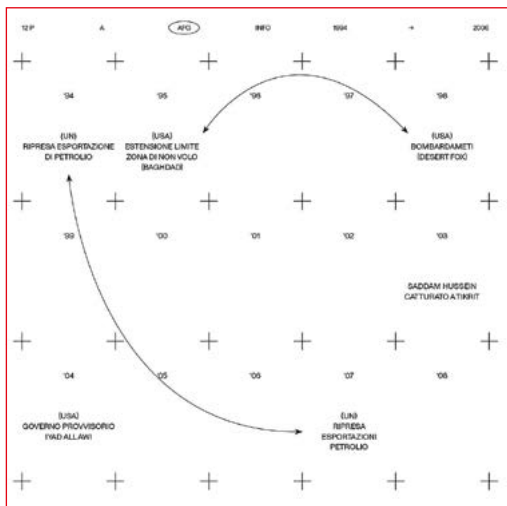 12 P A AFG INFO 1994 → 2006
'94 '95 '96 '97 '98
(UN)
RIPRESA ESPORTAZIONE
DI PETROLIO
(USA)
ESTENSIONE LIMITE
ZONA DI NON VOLO
(BAGHDAD)
(USA)
BOMBARDAMETI
(DESERT FOX)
'99 '00 '01 '02 '03
SADDAM HUSSEIN
CATTURATO A TIKRIT
'04 '05 '06 '07 '08
(USA)
GOVERNO PROVVISORIO
IYAD ALLAWI
(UN)
RIPRESA
ESPORTAZIONI
PETROLIO